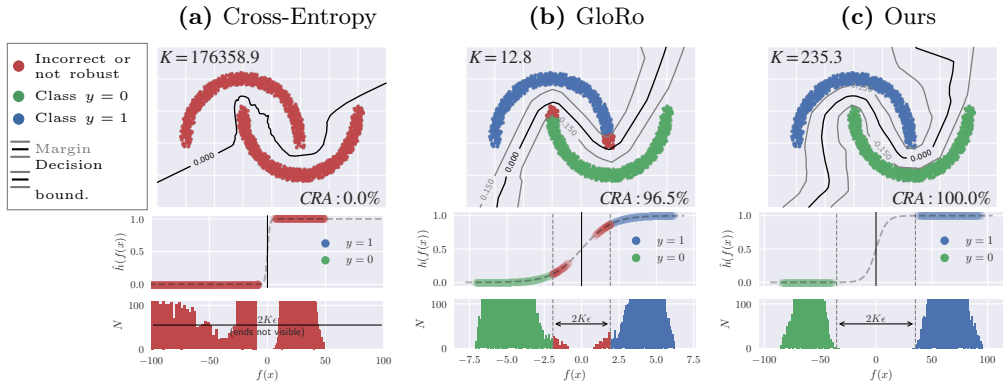 (a) Cross-Entropy
(b) GloRo
(c) Ours
Incorrect or
not robust
Class y = 0
Class y = 1
Margin
Decision
bound.
K = 176358.9
0.000
CRA : 0.0%
K = 12.8
-0.150
0.000
0.150
CRA : 96.5%
K = 235.3
0.150
0.000
-0.150
CRA : 100.0%
h̃(f(x))
1.0
0.5
0.0
y = 1
y = 0
h(f(x))
1.0
0.5
0.0
y = 1
y = 0
h̃(f(x))
1.0
0.5
0.0
y = 1
y = 0
N
100
0
2Kϵ
(ends not visible)
−100 −50 0 50 100
f(x)
N
100
0
2Kϵ
−7.5 −5.0 −2.5 0.0 2.5 5.0 7.5
f(x)
N
100
0
2Kϵ
−100 −50 0 50 100
f(x)